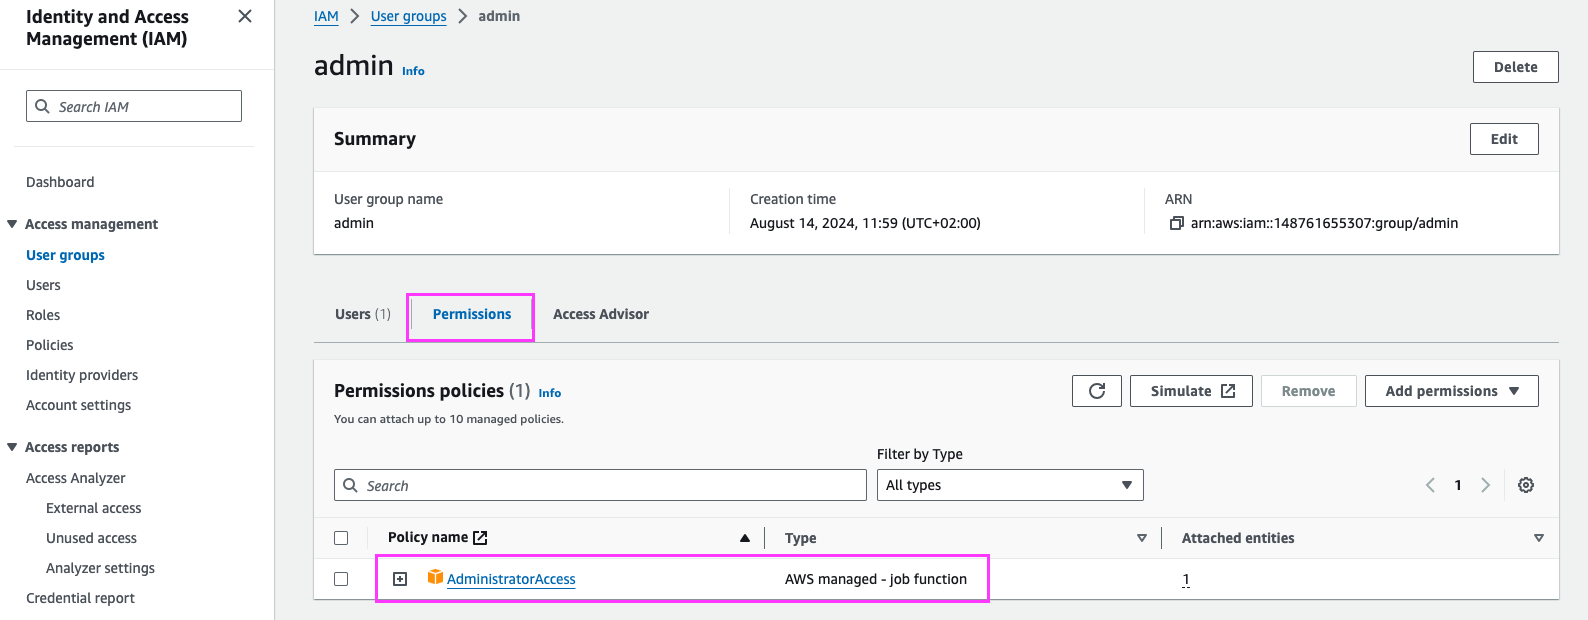 Identity and Access
Management (IAM)
Search IAM
Dashboard
Access management
User groups
Users
Roles
Policies
Identity providers
Account settings
Access reports
Access Analyzer
External access
Unused access
Analyzer settings
Credential report
IAM > User groups > admin
admin Info
Delete
Summary
Edit
User group name
admin
Creation time
August 14, 2024, 11:59 (UTC+02:00)
ARN
arn:aws:iam::148761655307:group/admin
Users (1) Permissions Access Advisor
Permissions policies (1) Info
You can attach up to 10 managed policies.
Simulate Remove Add permissions
Filter by Type
Search
All types
1
Policy name Type Attached entities
AdministratorAccess AWS managed - job function 1